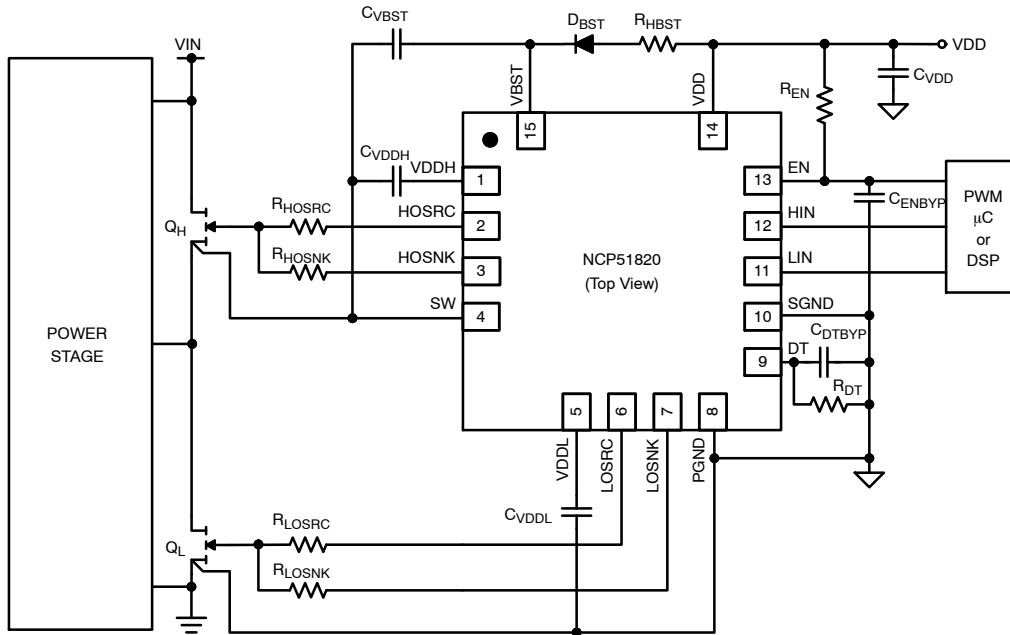 CVBST
DBST
RHBST
VIN
VDD
CVDD
REN
VBST
VDD
15
14
CVDDH
VDDH
1
13
EN
CENBYP
PWM
µC
or
DSP
RHOSRC
HOSRC
2
12
HIN
QH
RHOSNK
HOSNK
3
NCP51820
(Top View)
11
LIN
SW
4
10
SGND
POWER
STAGE
9
DT
CDTBYP
RDT
5
6
7
8
VDDL
LOSRC
LOSNK
PGND
CVDDL
RLOSRC
QL
RLOSNK